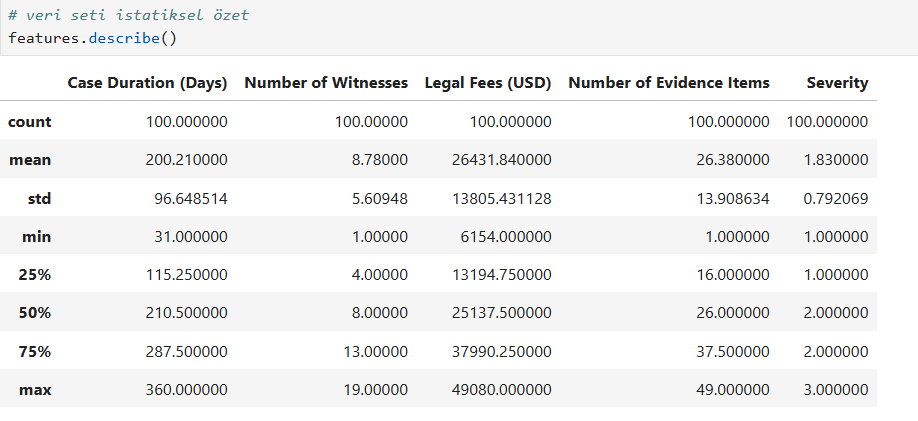 # veri seti istatiksel özet
features.describe()
Case Duration (Days) Number of Witnesses Legal Fees (USD) Number of Evidence Items Severity
count 100.000000 100.00000 100.000000 100.000000 100.000000
mean 200.210000 8.78000 26431.840000 26.380000 1.830000
std 96.648514 5.60948 13805.431128 13.908634 0.792069
min 31.000000 1.00000 6154.000000 1.000000 1.000000
25% 115.250000 4.00000 13194.750000 16.000000 1.000000
50% 210.500000 8.00000 25137.500000 26.000000 2.000000
75% 287.500000 13.00000 37990.250000 37.500000 2.000000
max 360.000000 19.00000 49080.000000 49.000000 3.000000